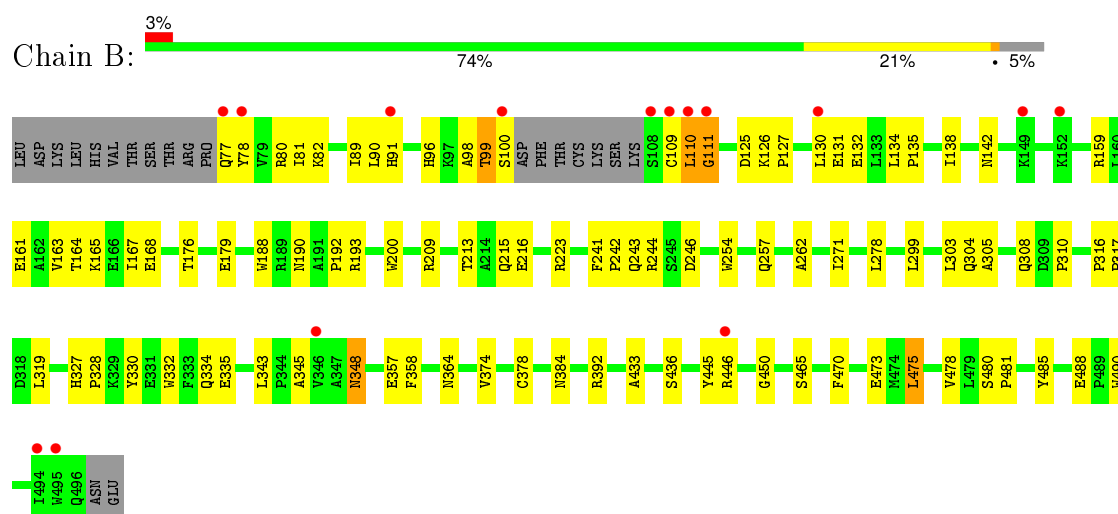 3%
Chain B:
74% 21% • 5%
LEU ASP LYS LEU HIS VAL THR SER THR ARG PRO Q77 Y78 V79 R80 I81 K82 I89 L90 H91 H96 K97 A98 T99 S100 ASP PHE THR CYS LYS SER LYS S108 G109 L110 G111 D125 K126 P127 L130 E131 E132 L133 L134 P135 I138 N142 K149 K152 R159 L160
E161 A162 V163 T164 K165 E166 I167 E168 T176 E179 W188 R189 N190 A191 P192 R193 W200 R209 T213 A214 Q215 E216 R223 F241 P242 Q243 R244 S245 D246 W254 Q257 A262 I271 L278 L299 L303 Q304 A305 Q308 D309 P310 P316 P317
D318 L319 H327 P328 K329 Y330 E331 W332 F333 Q334 E335 L343 P344 A345 V346 A347 N348 E357 F358 N364 V374 C378 N384 R392 A433 S436 Y445 R446 G450 S465 F470 E473 M474 L475 V478 L479 S480 P481 Y485 E488 P489 W490
I494 W495 Q496 ASN GLU